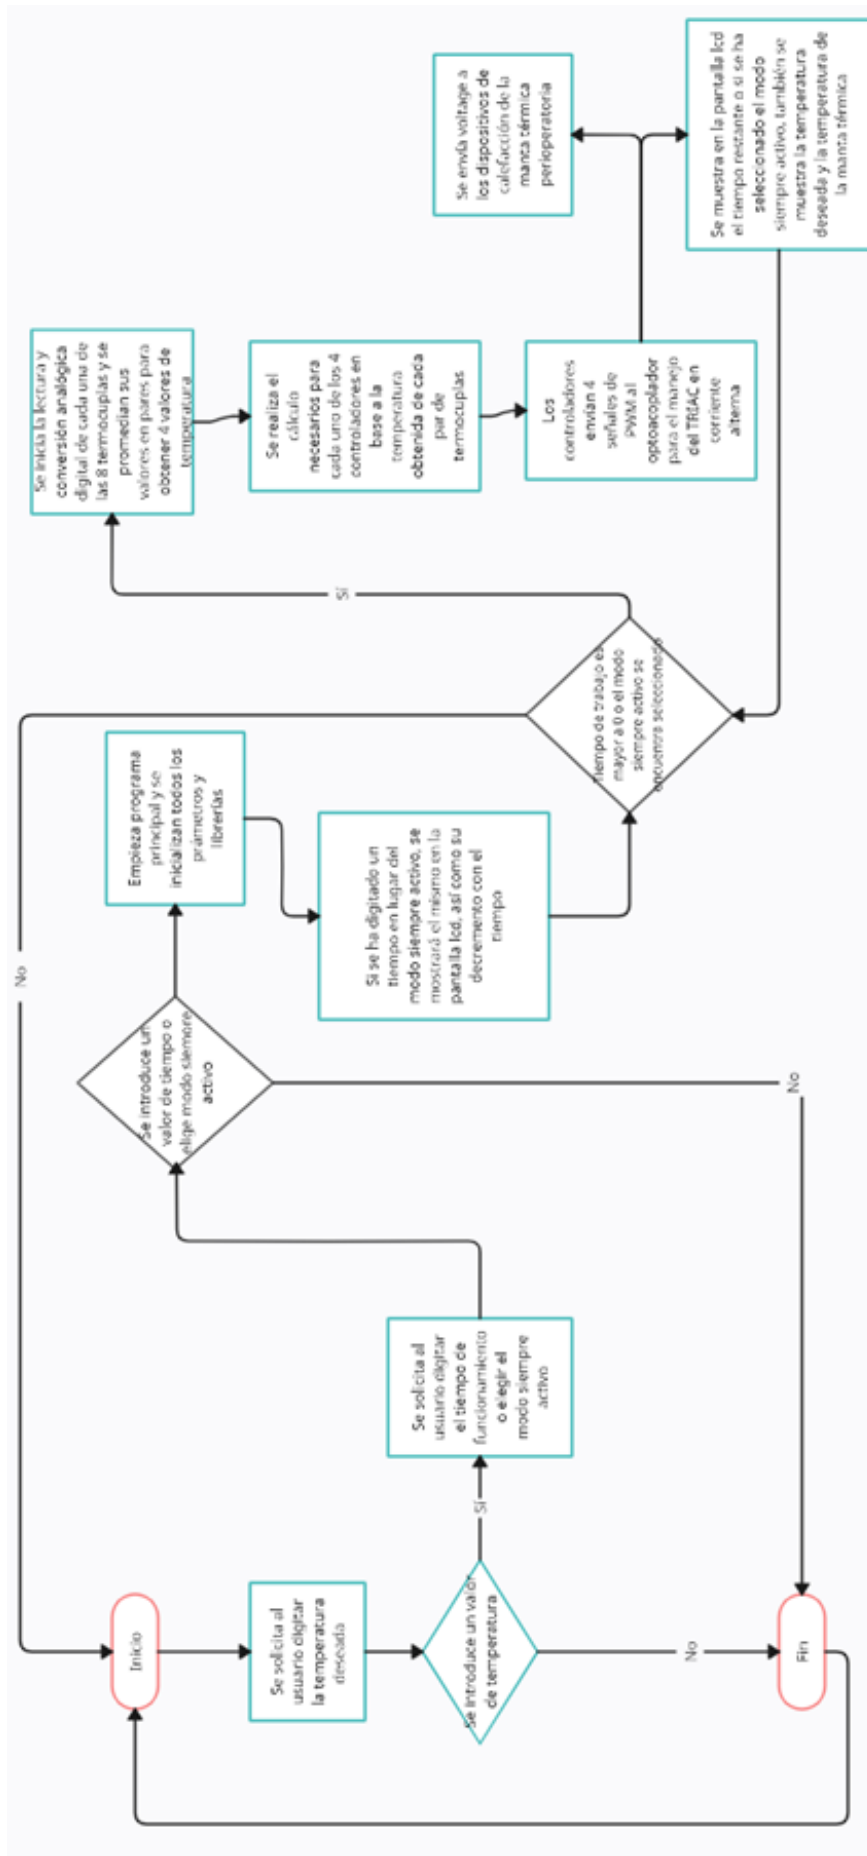 Inicio
Se solicita al
usuario digitar
la temperatura
deseada
Se introduce un valor
de temperatura
No
Fin
Sí
Se solicita al
usuario digitar
el tiempo de
funcionamiento
o elegir el
modo siempre
activo
Se introduce un
valor de tiempo o
elige modo siempre
activo
No
Empieza programa
principal y se
inicializan todos los
prámetros y
librerías
Si se ha digitado un
tiempo en lugar del
modo siempre activo, se
mostrará el mismo en la
pantalla lcd, así como su
decremento con el
tiempo
Tiempo de trabajo es
mayor a 0 o el modo
siempre activo se
encuentra seleccionado
No
Sí
Se inicia la lectura y
conversión analógica
digital de cada una de
las 8 termocuplas y se
promedian sus
valores en pares para
obtener 4 valores de
temperatura
Se realiza el
cálculo
necesarios para
cada uno de los 4
controladores en
base a la
temperatura
obtenida de cada
par de
termocuplas
Los
controladores
envían 4
señales de
PWM al
optoacoplador
para el manejo
del TRIAC en
corriente
alterna
Se envía voltage a
los dispositivos de
calefacción de la
manta térmica
perioperatoria
Se muestra en la pantalla lcd
el tiempo restante o si se ha
seleccionado el modo
siempre activo, también se
muestra la temperatura
deseada y la temperatura de
la manta térmica